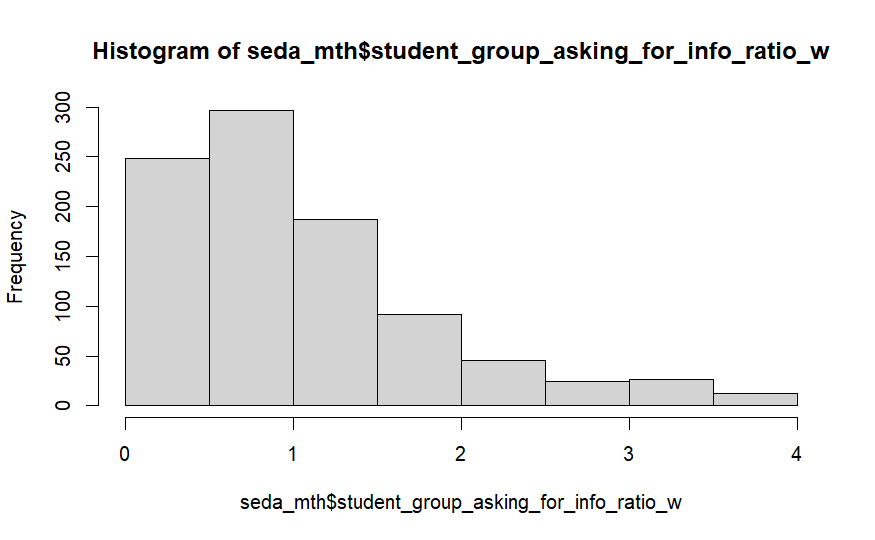 Histogram of seda_mth$student_group_asking_for_info_ratio_w
Frequency
300
250
200
150
100
50
0
0 1 2 3 4
seda_mth$student_group_asking_for_info_ratio_w